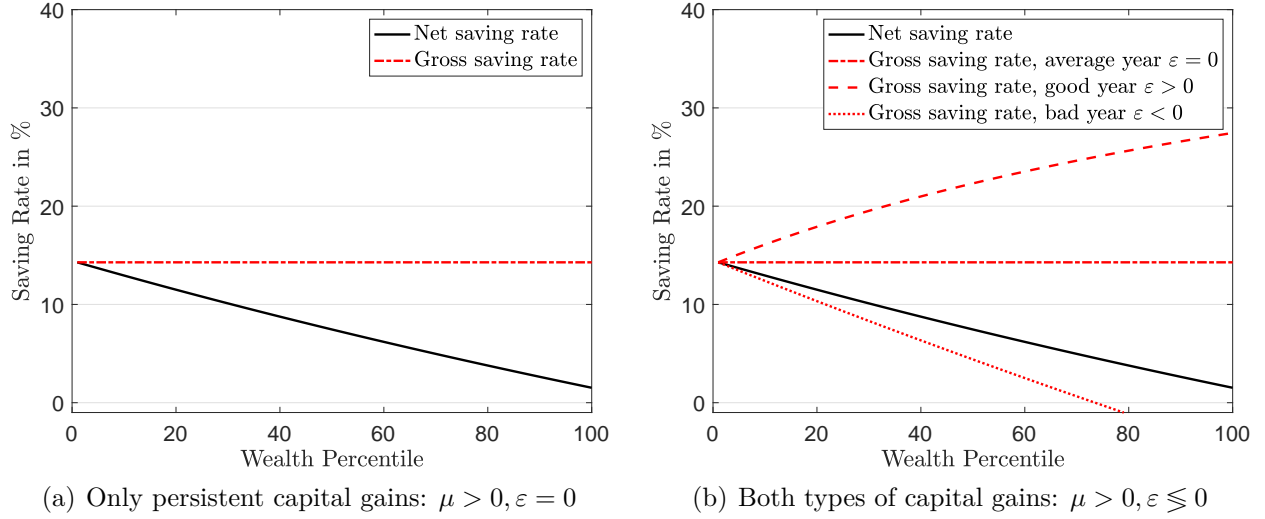 40
30
20
10
0
Saving Rate in %
Net saving rate
Gross saving rate
0 20 40 60 80 100
Wealth Percentile
(a) Only persistent capital gains: μ > 0, ε = 0
40
30
20
10
0
Saving Rate in %
Net saving rate
Gross saving rate, average year ε = 0
Gross saving rate, good year ε > 0
Gross saving rate, bad year ε < 0
0 20 40 60 80 100
Wealth Percentile
(b) Both types of capital gains: μ > 0, ε ⋚ 0